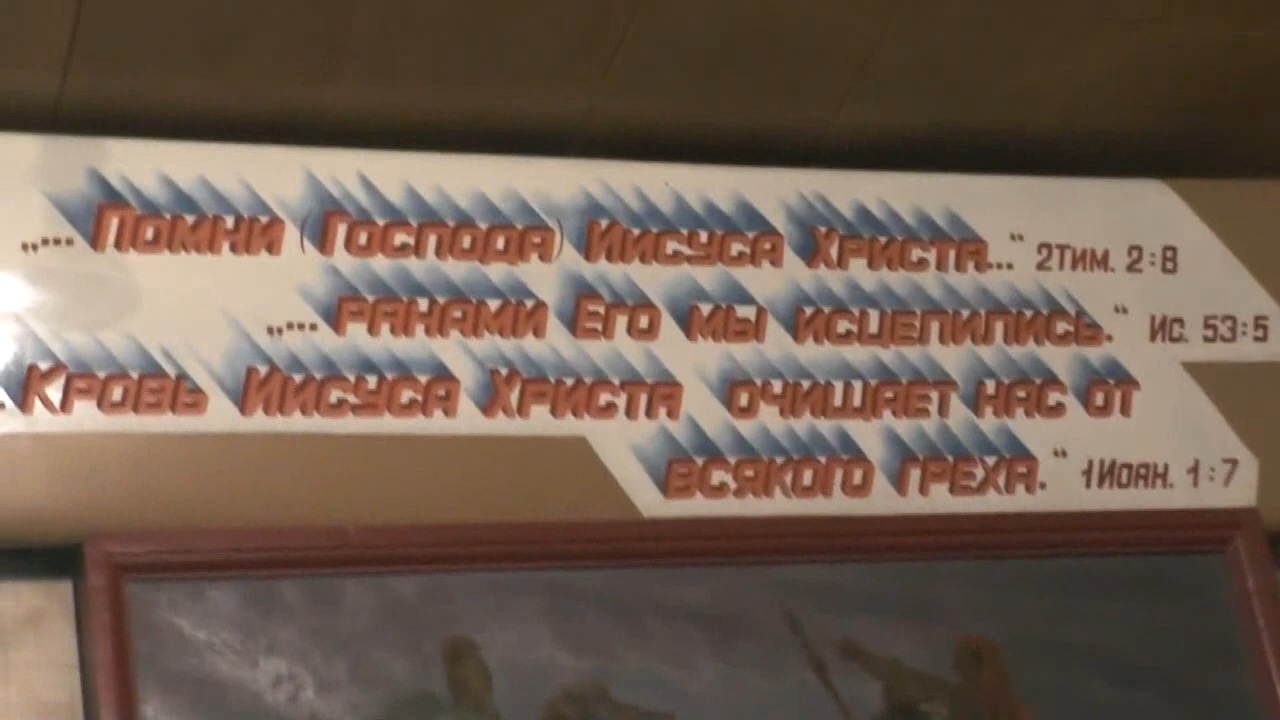 „... Помни (Господа) Иисуса Христа...“ 2Тим. 2:8
„... ранами Его мы исцелились.“ Ис. 53:5
Кровь Иисуса Христа очищает нас от
всякого греха.“ 1Иоан. 1:7